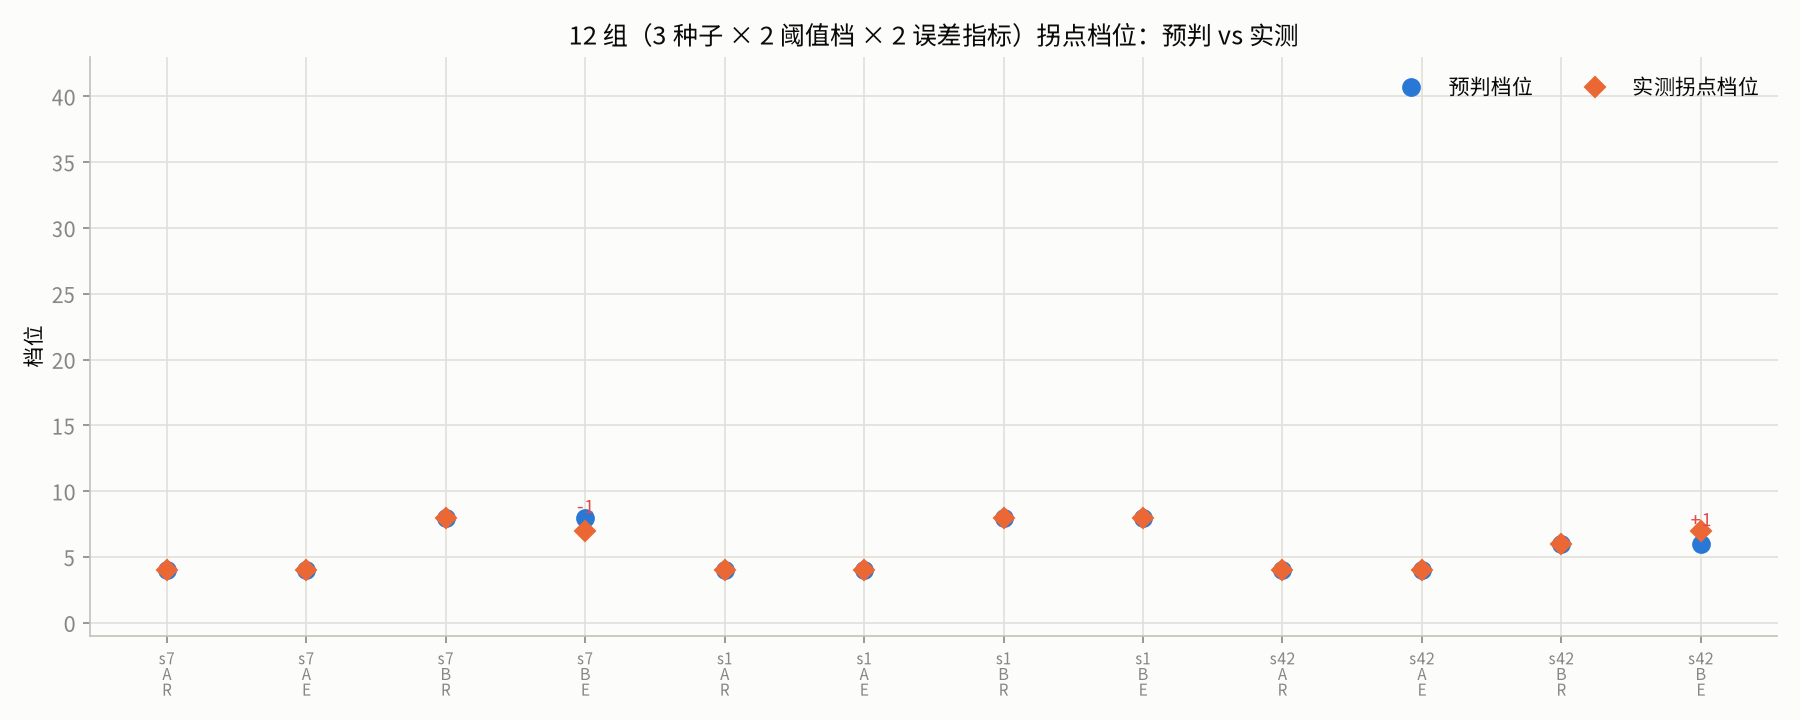 12 组（3 种子 × 2 阈值档 × 2 误差指标）拐点档位：预判 vs 实测
预判档位
实测拐点档位
档位
40
35
30
25
20
15
10
5
0
-1
+1
s7 A R
s7 A E
s7 B R
s7 B E
s1 A R
s1 A E
s1 B R
s1 B E
s42 A R
s42 A E
s42 B R
s42 B E